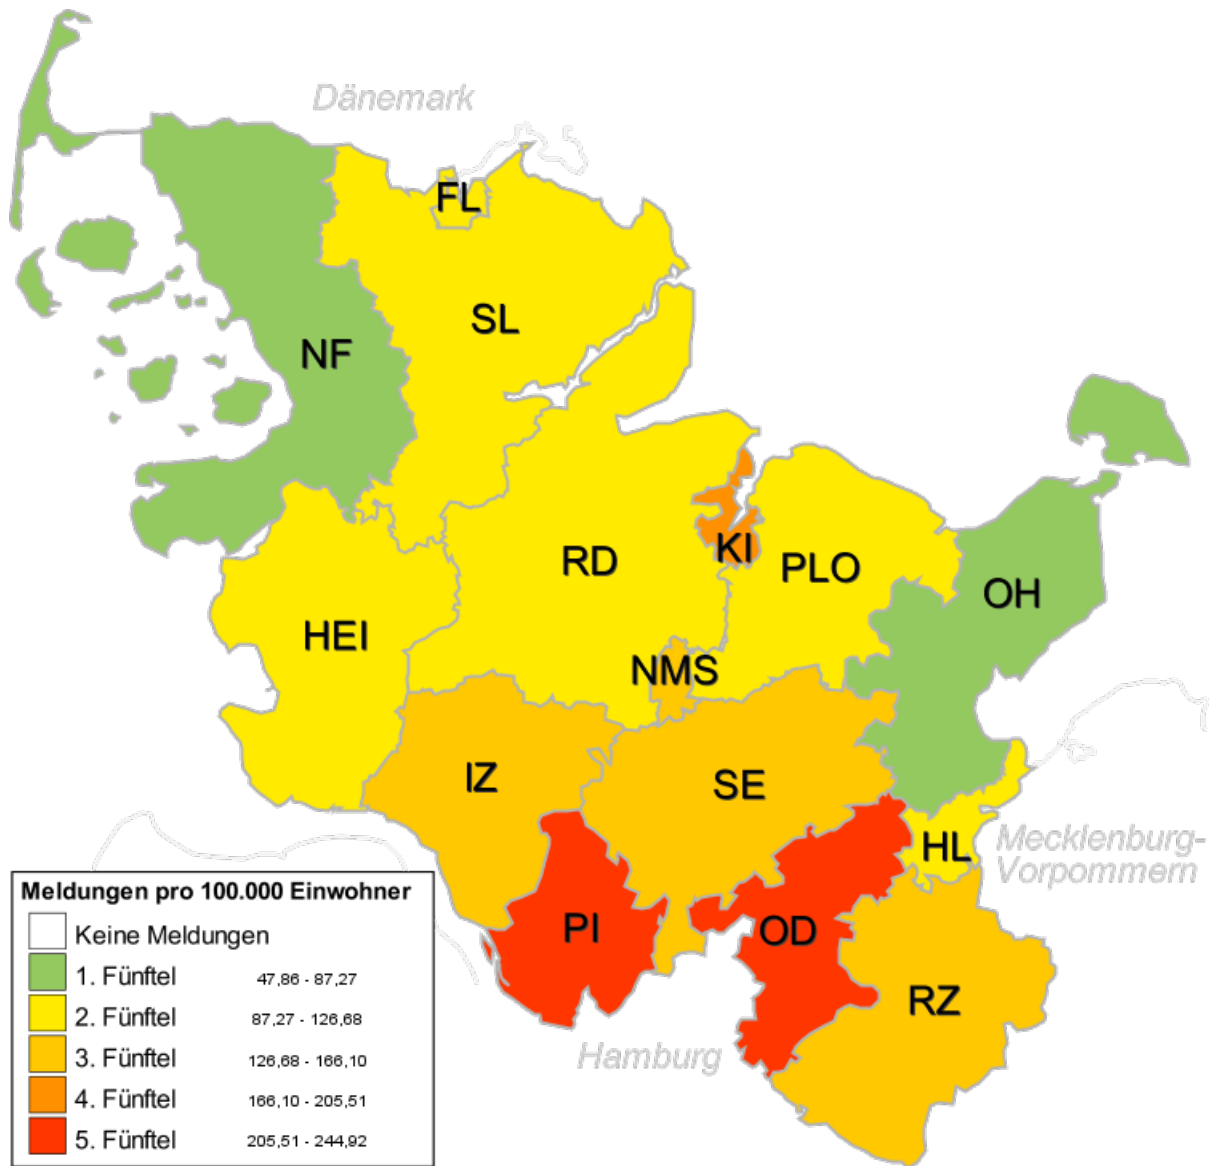 Dänemark
FL
SL
NF
KI
RD
PLO
OH
HEI
NMS
IZ
SE
HL
Mecklenburg-
Vorpommern
PI
OD
RZ
Hamburg
Meldungen pro 100.000 Einwohner
Keine Meldungen
1. Fünftel 47,86 - 87,27
2. Fünftel 87,27 - 126,68
3. Fünftel 126,68 - 166,10
4. Fünftel 166,10 - 205,51
5. Fünftel 205,51 - 244,92